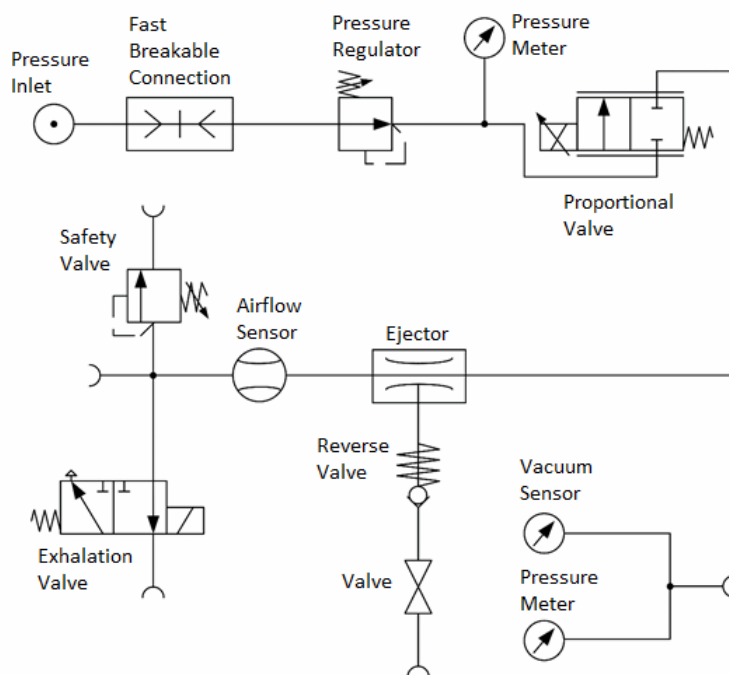 Pressure
Inlet
Fast
Breakable
Connection
Pressure
Regulator
Pressure
Meter
Proportional
Valve
Safety
Valve
Airflow
Sensor
Ejector
Reverse
Valve
Vacuum
Sensor
Exhalation
Valve
Valve
Pressure
Meter